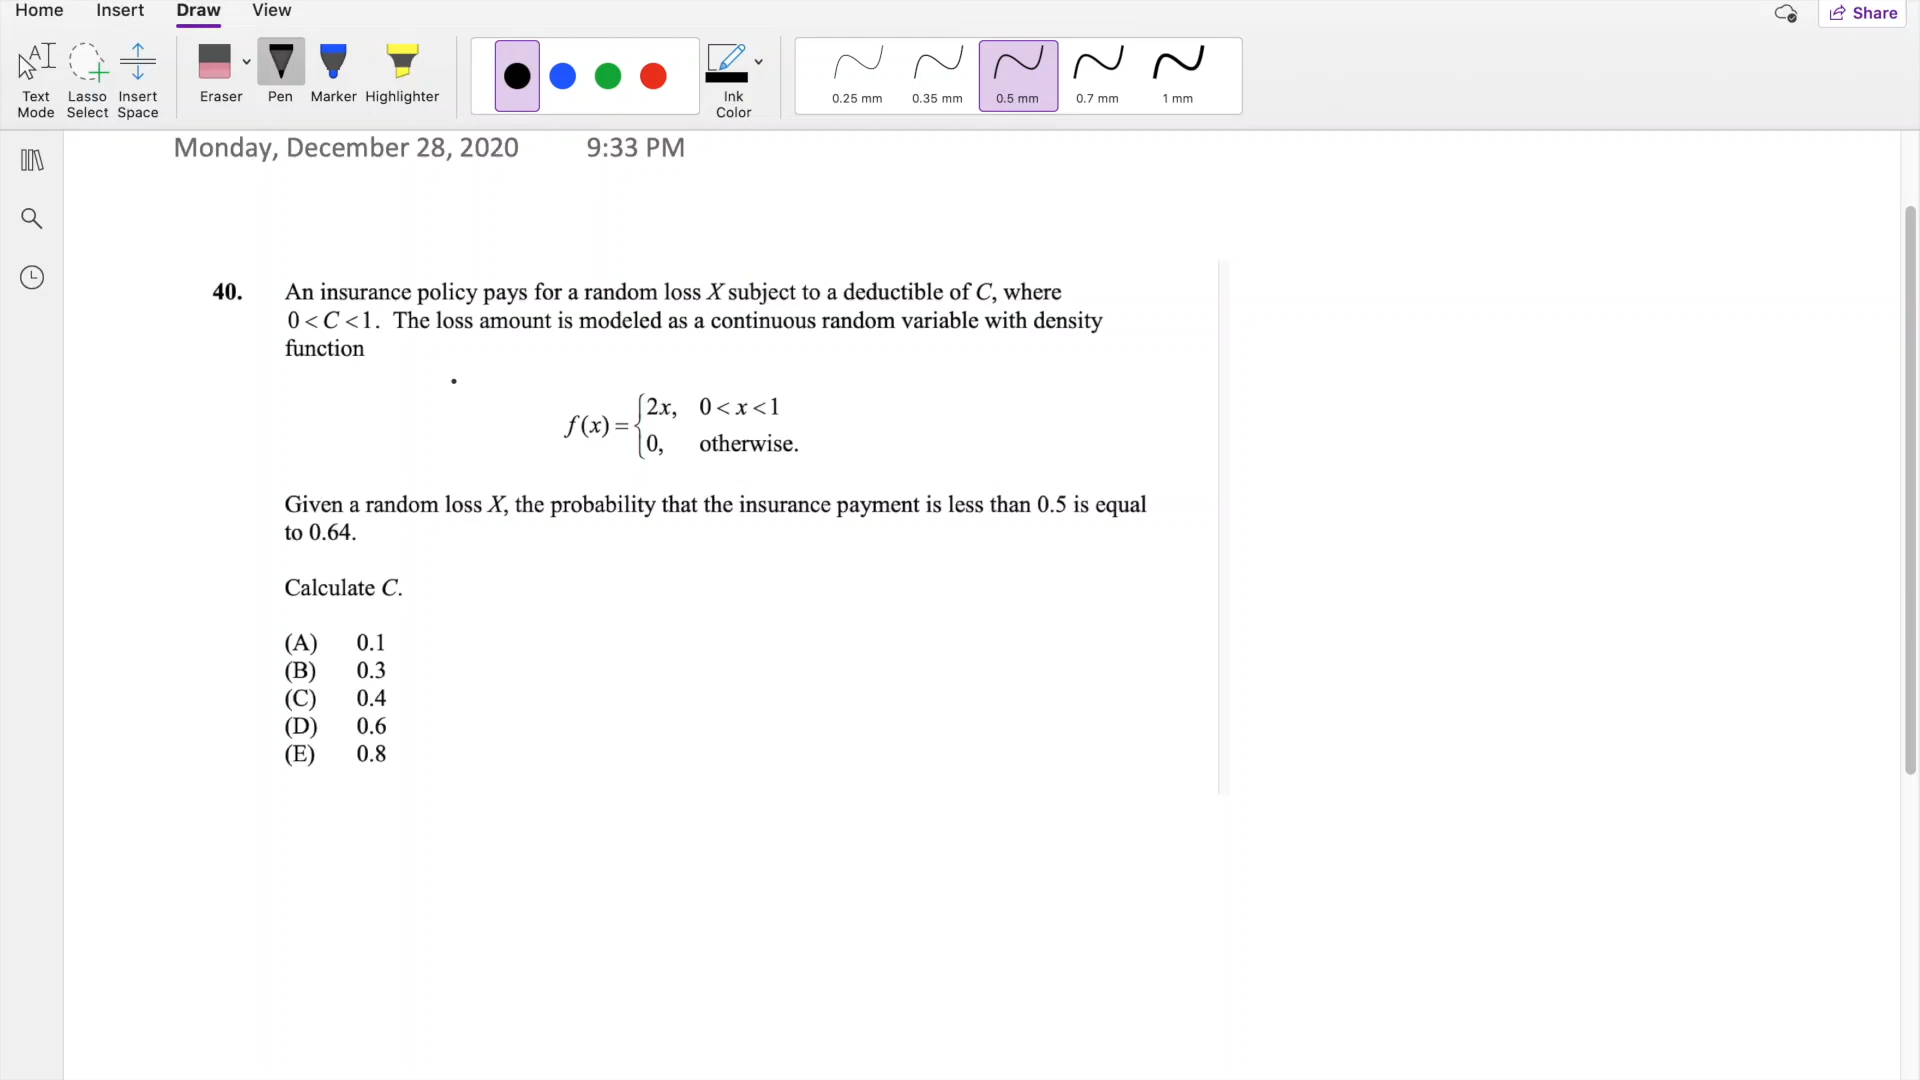 Home Insert Draw View
Share
Text Mode
Lasso Select
Insert Space
Eraser
Pen
Marker
Highlighter
Ink Color
0.25 mm
0.35 mm
0.5 mm
0.7 mm
1 mm
Monday, December 28, 2020 9:33 PM
40. An insurance policy pays for a random loss X subject to a deductible of C, where
0 < C < 1. The loss amount is modeled as a continuous random variable with density
function
f(x) = { 2x, 0 < x < 1
0, otherwise.
Given a random loss X, the probability that the insurance payment is less than 0.5 is equal
to 0.64.
Calculate C.
(A) 0.1
(B) 0.3
(C) 0.4
(D) 0.6
(E) 0.8